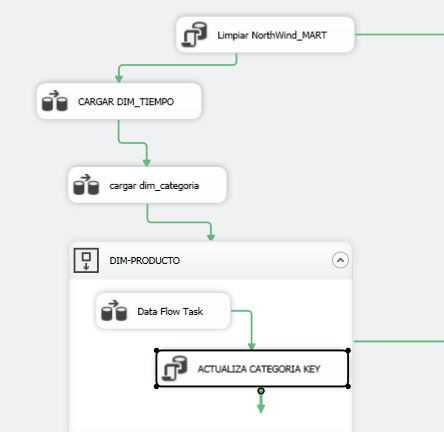 Limpiar NorthWind_MART
CARGAR DIM_TIEMPO
cargar dim_categoria
DIM-PRODUCTO
Data Flow Task
ACTUALIZA CATEGORIA KEY